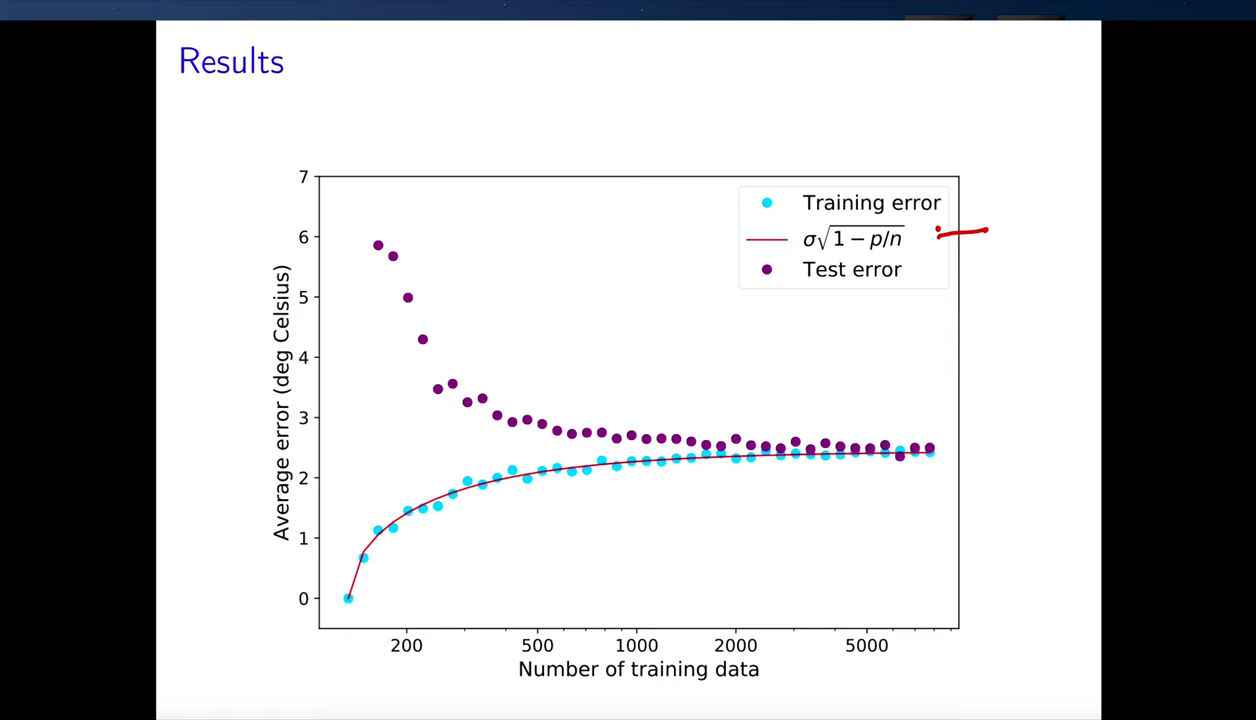 Results
7
6
5
4
3
2
1
0
Average error (deg Celsius)
Training error
σ√1 − p/n
Test error
200 500 1000 2000 5000
Number of training data